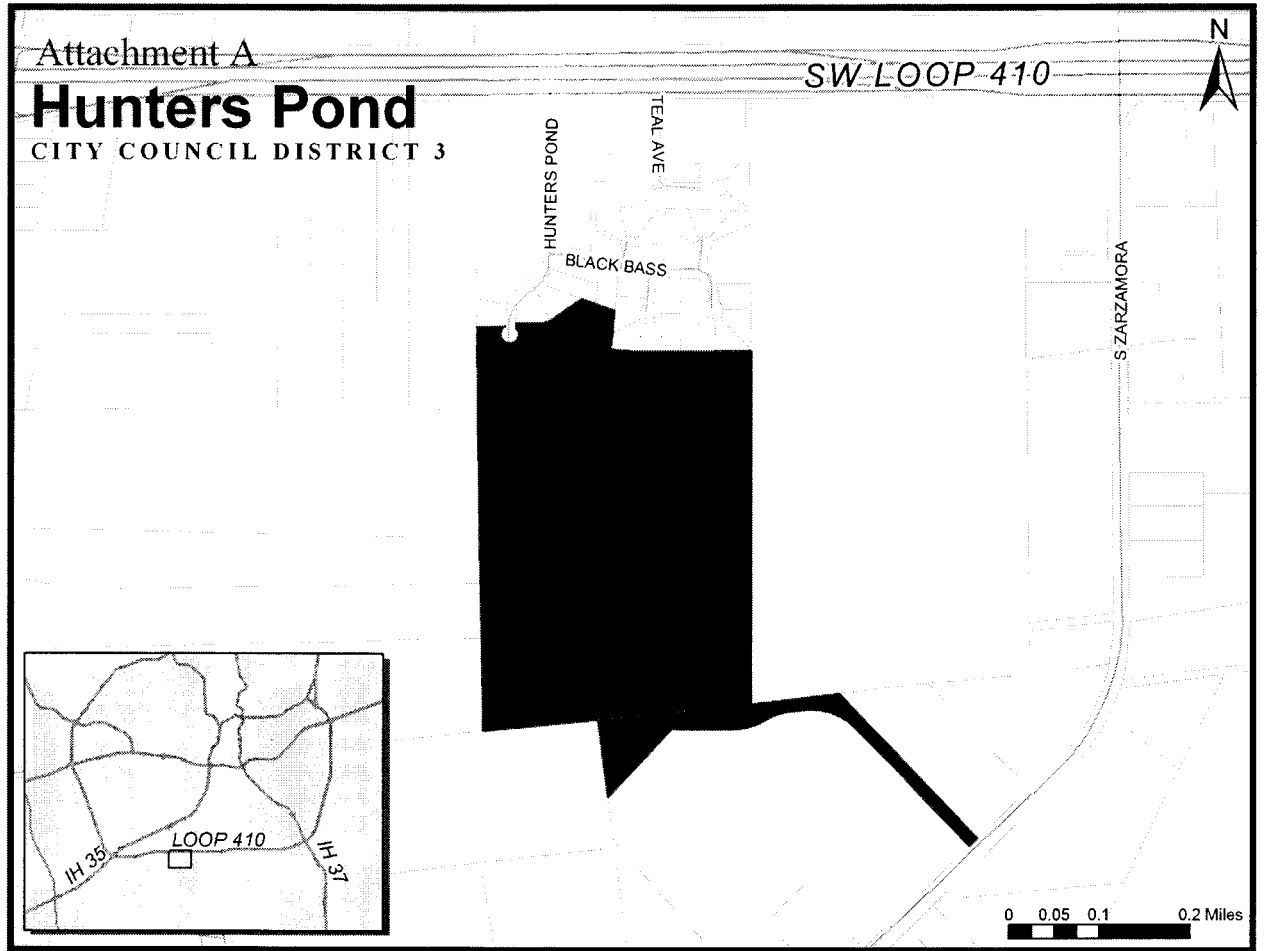 Attachment A
Hunters Pond
CITY COUNCIL DISTRICT 3
N
SW LOOP 410
TEAL AVE
HUNTERS POND
BLACK BASS
S ZARZAMORA
LOOP 410
IH 35
IH 37
0 0.05 0.1 0.2 Miles